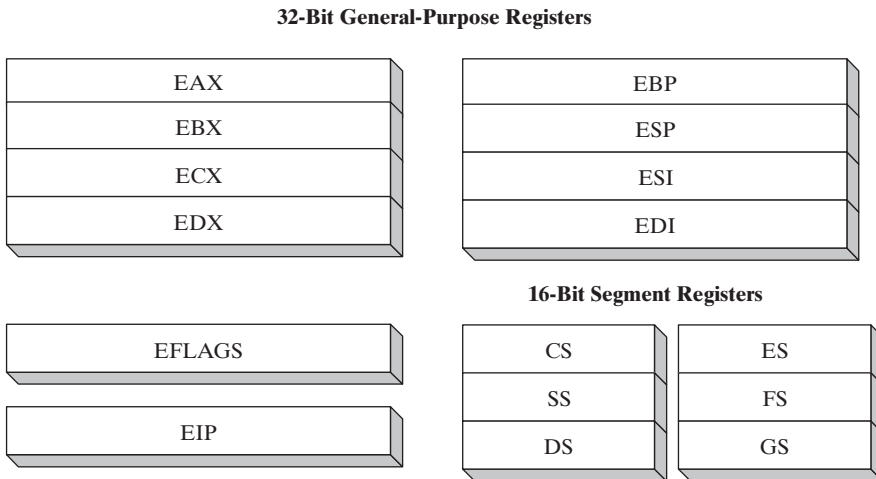 32-Bit General-Purpose Registers
EAX
EBX
ECX
EDX
EBP
ESP
ESI
EDI
16-Bit Segment Registers
EFLAGS
EIP
CS
SS
DS
ES
FS
GS